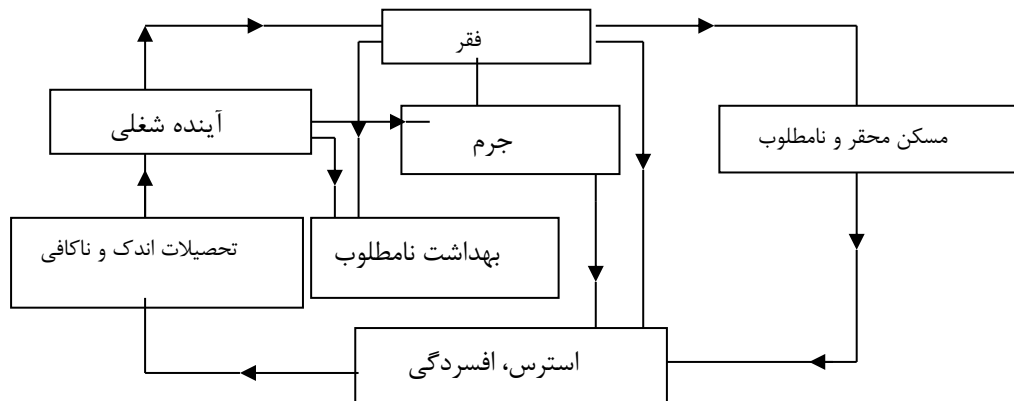 فقر
آینده شغلی
جرم
مسکن محقر و نامطلوب
تحصیلات اندک و ناکافی
بهداشت نامطلوب
استرس، افسردگی